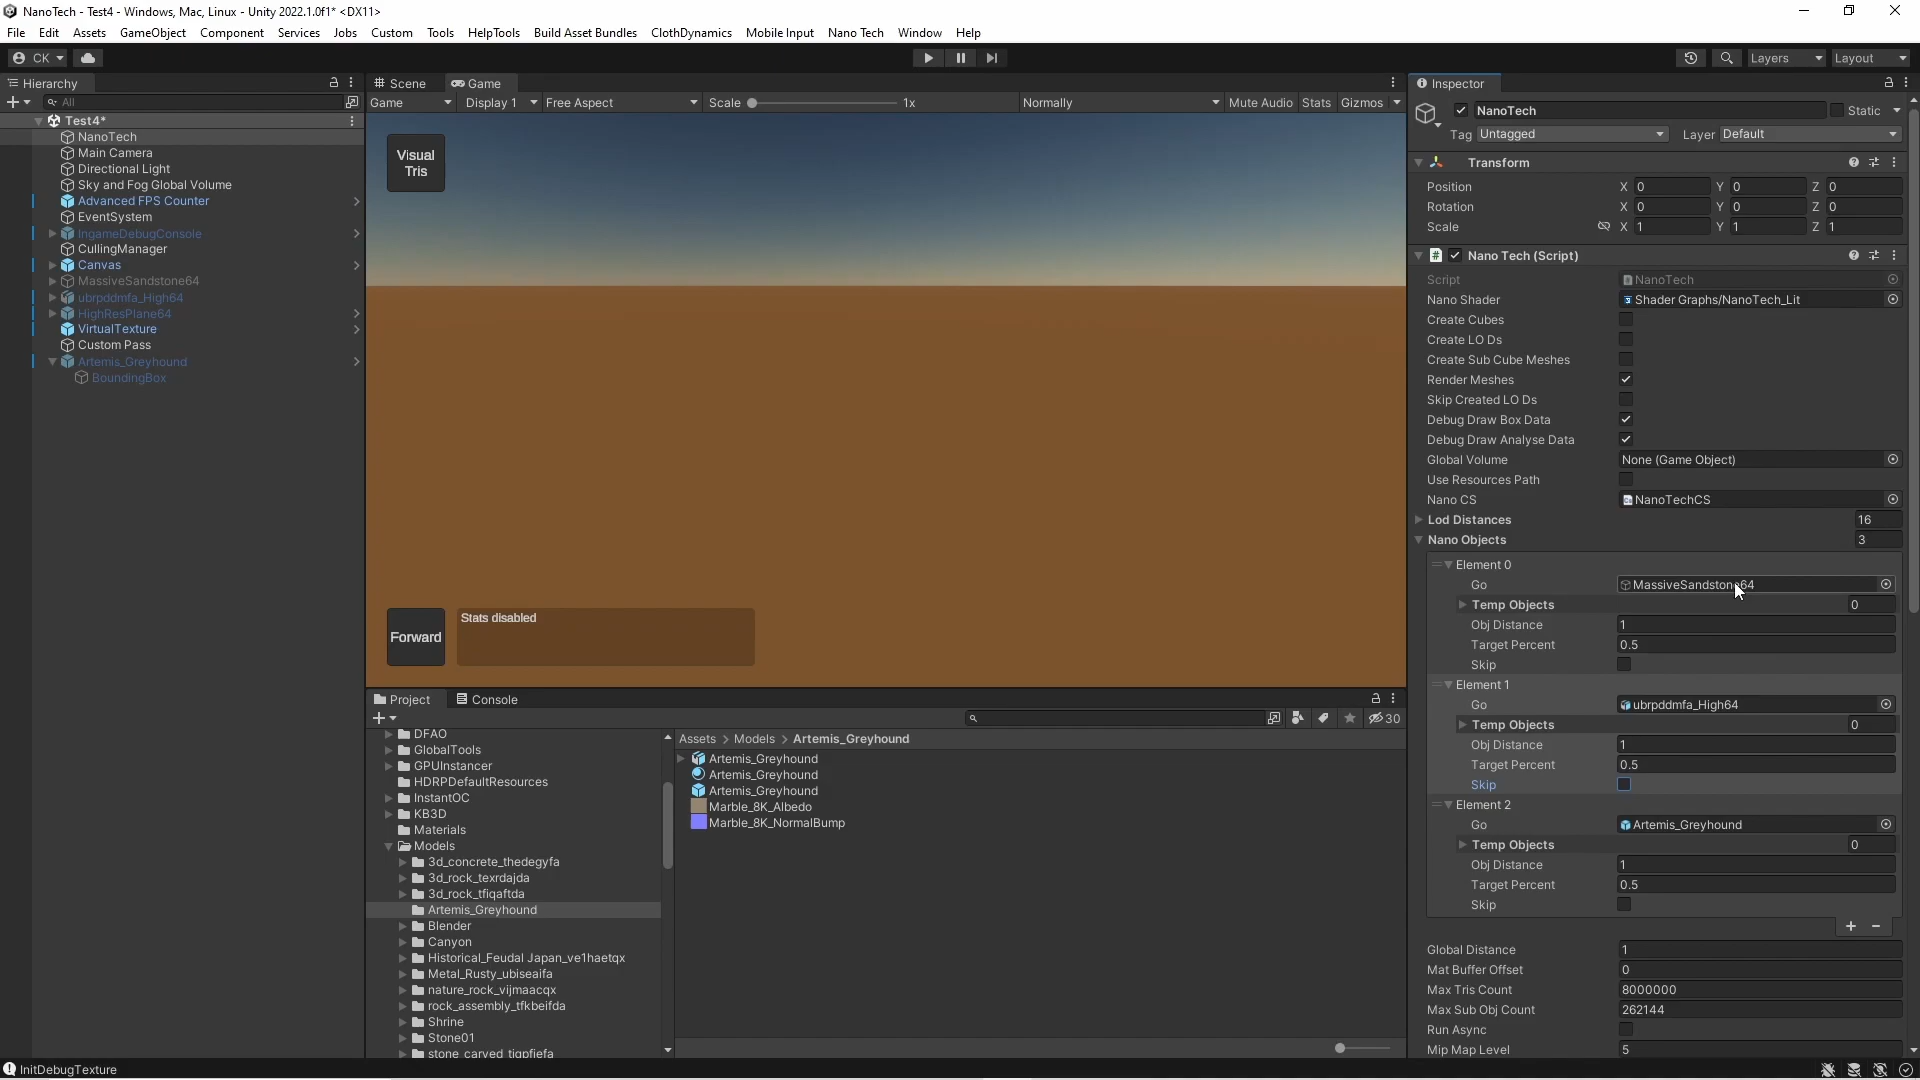 NanoTech - Test4 - Windows, Mac, Linux - Unity 2022.1.0f1* <DX11>
File Edit Assets GameObject Component Services Jobs Custom Tools HelpTools Build Asset Bundles ClothDynamics Mobile Input Nano Tech Window Help
CK Layers Layout
Hierarchy
All
Test4*
NanoTech
Main Camera
Directional Light
Sky and Fog Global Volume
Advanced FPS Counter
EventSystem
IngameDebugConsole
CullingManager
Canvas
MassiveSandstone64
ubrpddmfa_High64
HighResPlane64
VirtualTexture
Custom Pass
Artemis_Greyhound
BoundingBox
Scene Game
Game Display 1 Free Aspect Scale 1x Normally Mute Audio Stats Gizmos
Visual
Tris
Forward
Stats disabled
Project Console
30
DFAO
GlobalTools
GPUInstancer
HDRPDefaultResources
InstantOC
KB3D
Materials
Models
3d_concrete_thedegyfa
3d_rock_texrdajda
3d_rock_tfiqaftda
Artemis_Greyhound
Blender
Canyon
Historical_Feudal Japan_ve1haetqx
Metal_Rusty_ubiseaifa
nature_rock_vijmaacqx
rock_assembly_tfkbeifda
Shrine
Stone01
stone_carved_tiqpfiefa
Assets > Models > Artemis_Greyhound
Artemis_Greyhound
Artemis_Greyhound
Artemis_Greyhound
Marble_8K_Albedo
Marble_8K_NormalBump
Inspector
NanoTech Static
Tag Untagged Layer Default
Transform
Position X 0 Y 0 Z 0
Rotation X 0 Y 0 Z 0
Scale X 1 Y 1 Z 1
# Nano Tech (Script)
Script NanoTech
Nano Shader Shader Graphs/NanoTech_Lit
Create Cubes
Create LO Ds
Create Sub Cube Meshes
Render Meshes
Skip Created LO Ds
Debug Draw Box Data
Debug Draw Analyse Data
Global Volume None (Game Object)
Use Resources Path
Nano CS NanoTechCS
Lod Distances 16
Nano Objects 3
Element 0
Go MassiveSandstone64
Temp Objects 0
Obj Distance 1
Target Percent 0.5
Skip
Element 1
Go ubrpddmfa_High64
Temp Objects 0
Obj Distance 1
Target Percent 0.5
Skip
Element 2
Go Artemis_Greyhound
Temp Objects 0
Obj Distance 1
Target Percent 0.5
Skip
+ −
Global Distance 1
Mat Buffer Offset 0
Max Tris Count 8000000
Max Sub Obj Count 262144
Run Async
Mip Map Level 5
InitDebugTexture